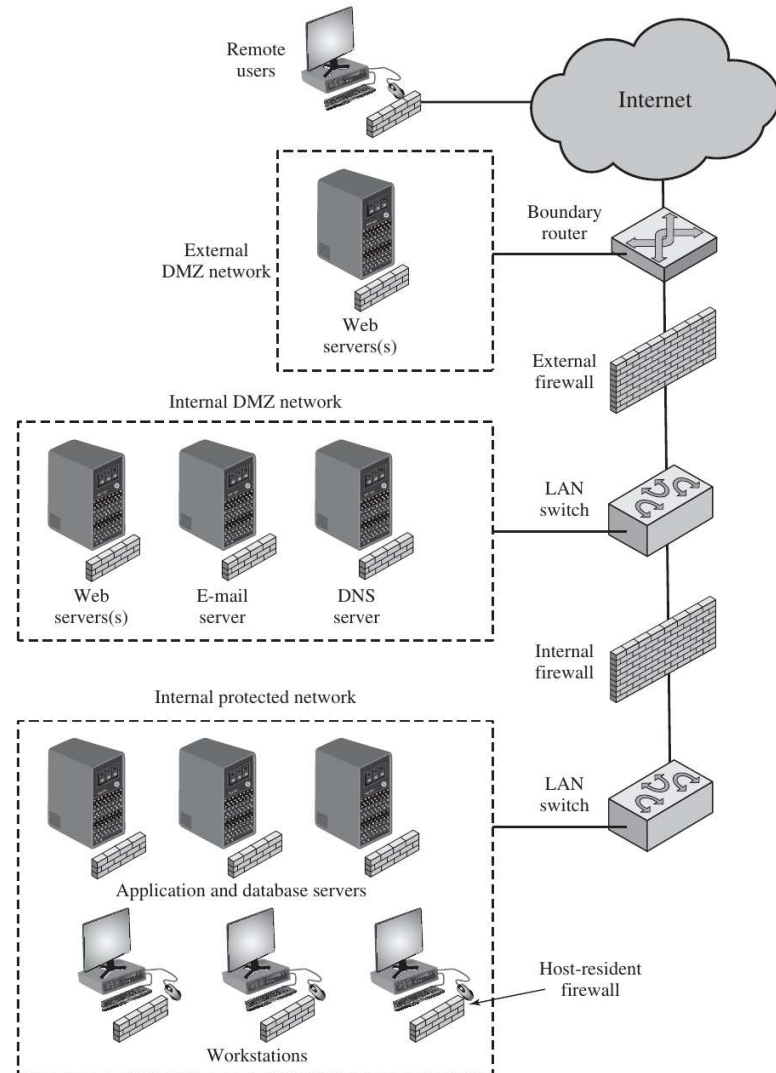 Remote
users
Internet
Boundary
router
External
DMZ network
Web
servers(s)
External
firewall
Internal DMZ network
LAN
switch
Web
servers(s)
E-mail
server
DNS
server
Internal
firewall
Internal protected network
LAN
switch
Application and database servers
Host-resident
firewall
Workstations